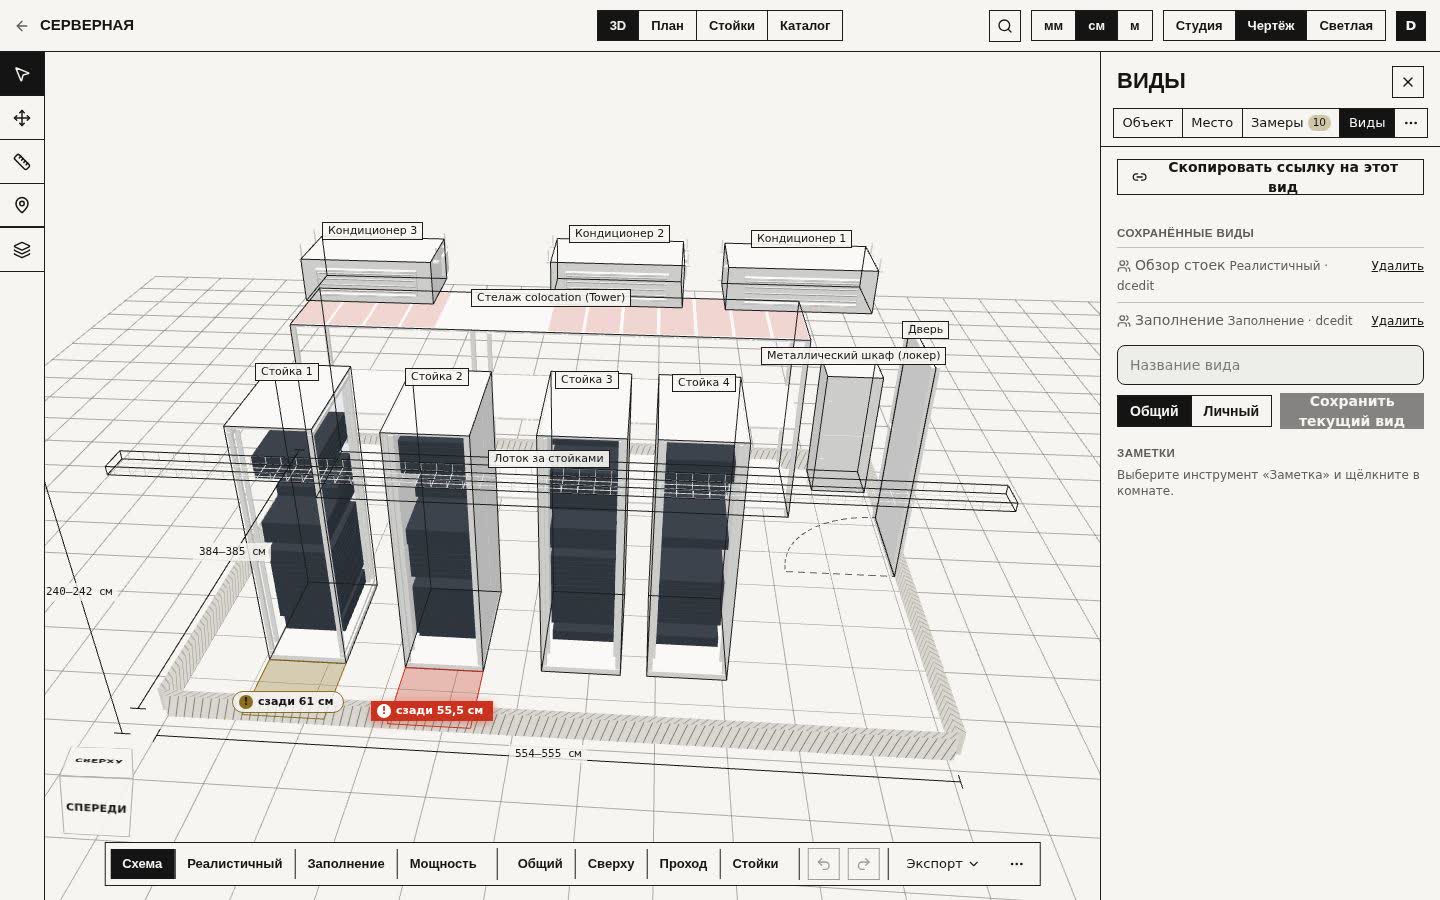 СЕРВЕРНАЯ
3D План Стойки Каталог
мм см м
Студия Чертёж Светлая
D
ВИДЫ
Объект Место Замеры 10 Виды
Скопировать ссылку на этот
вид
СОХРАНЁННЫЕ ВИДЫ
Обзор стоек Реалистичный · Удалить
dcedit
Заполнение Заполнение · dcedit Удалить
Название вида
Общий Личный
Сохранить
текущий вид
ЗАМЕТКИ
Выберите инструмент «Заметка» и щёлкните в
комнате.
Кондиционер 3
Кондиционер 2
Кондиционер 1
Стелаж colocation (Tower)
Дверь
Металлический шкаф (локер)
Стойка 1
Стойка 2
Стойка 3
Стойка 4
Лоток за стойками
384–385 см
240–242 см
! сзади 61 см
! сзади 55,5 см
554–555 см
СВЕРХУ
СПЕРЕДИ
Схема Реалистичный Заполнение Мощность Общий Сверху Проход Стойки Экспорт